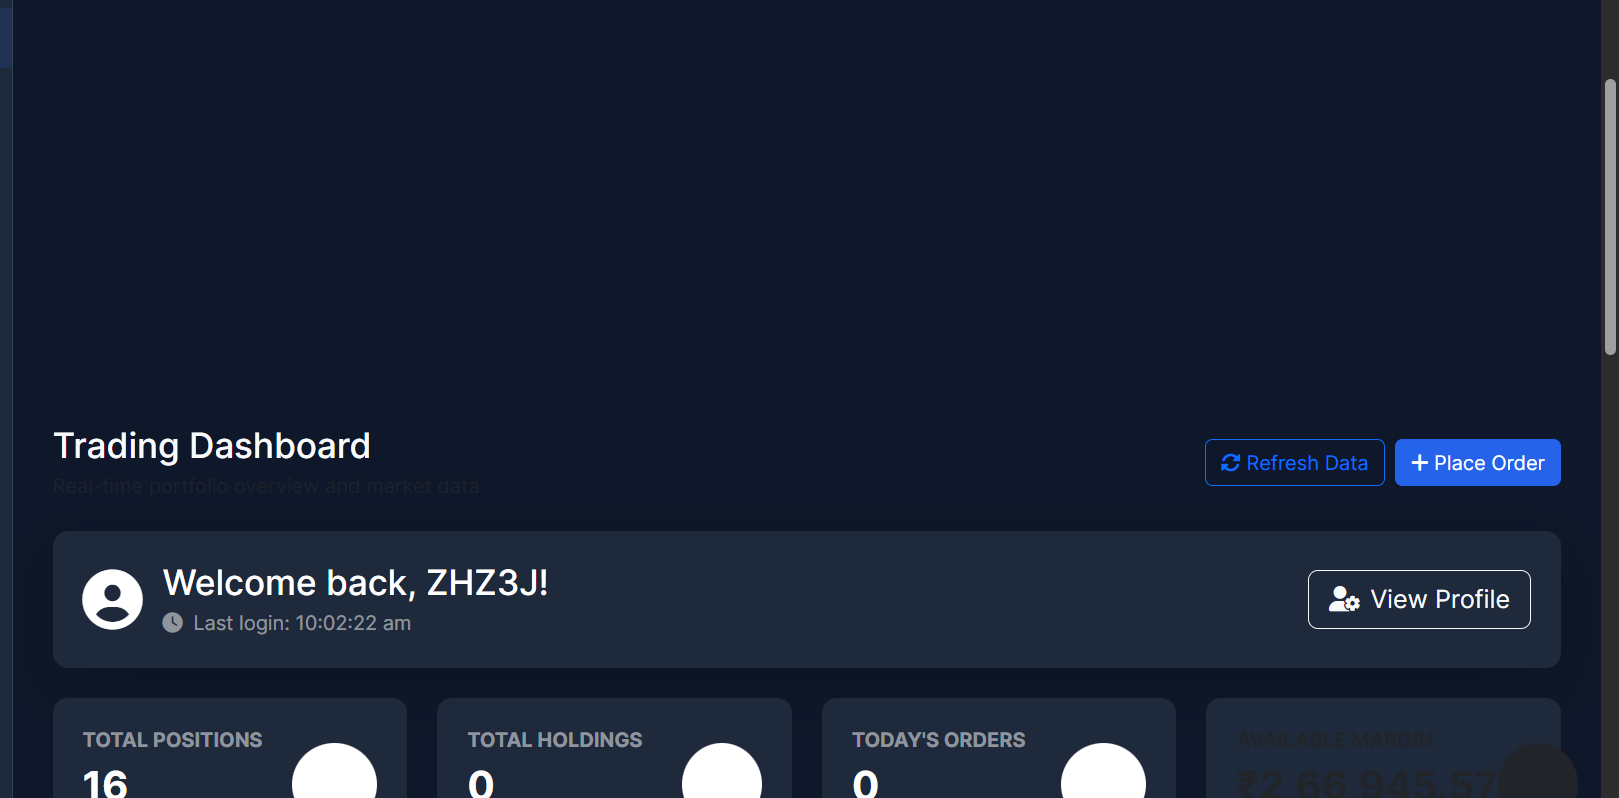 Trading Dashboard
Real-time portfolio overview and market data
Refresh Data
Place Order
Welcome back, ZHZ3J!
Last login: 10:02:22 am
View Profile
TOTAL POSITIONS
16
TOTAL HOLDINGS
0
TODAY'S ORDERS
0
AVAILABLE MARGIN
₹2,66,945.57